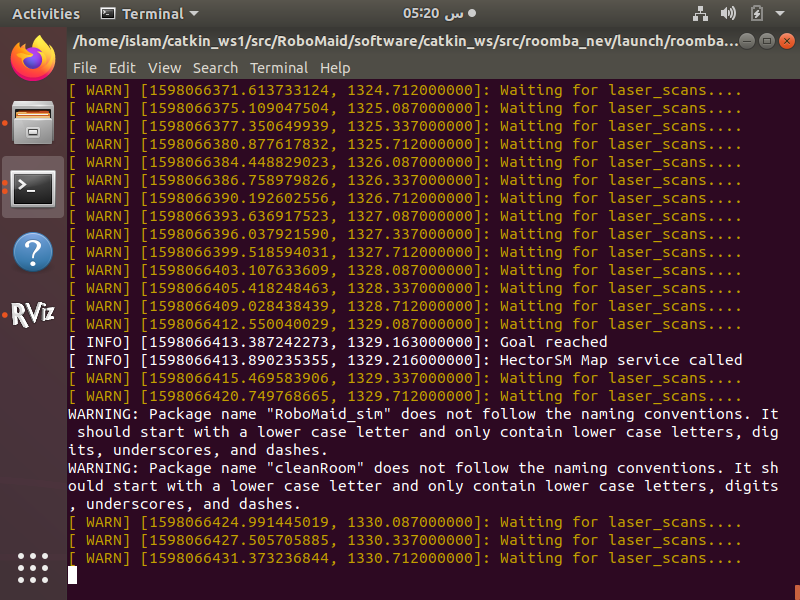 Activities
Terminal
05:20 س
/home/islam/catkin_ws1/src/RoboMaid/software/catkin_ws/src/roomba_nev/launch/roomba...
File Edit View Search Terminal Help
[ WARN] [1598066371.613733124, 1324.712000000]: Waiting for laser_scans....
[ WARN] [1598066375.109047504, 1325.087000000]: Waiting for laser_scans....
[ WARN] [1598066377.350649939, 1325.337000000]: Waiting for laser_scans....
[ WARN] [1598066380.877617832, 1325.712000000]: Waiting for laser_scans....
[ WARN] [1598066384.448829023, 1326.087000000]: Waiting for laser_scans....
[ WARN] [1598066386.758979826, 1326.337000000]: Waiting for laser_scans....
[ WARN] [1598066390.192602556, 1326.712000000]: Waiting for laser_scans....
[ WARN] [1598066393.636917523, 1327.087000000]: Waiting for laser_scans....
[ WARN] [1598066396.037921590, 1327.337000000]: Waiting for laser_scans....
[ WARN] [1598066399.518594031, 1327.712000000]: Waiting for laser_scans....
[ WARN] [1598066403.107633609, 1328.087000000]: Waiting for laser_scans....
[ WARN] [1598066405.418248463, 1328.337000000]: Waiting for laser_scans....
[ WARN] [1598066409.028438439, 1328.712000000]: Waiting for laser_scans....
[ WARN] [1598066412.550040029, 1329.087000000]: Waiting for laser_scans....
[ INFO] [1598066413.387242273, 1329.163000000]: Goal reached
[ INFO] [1598066413.890235355, 1329.216000000]: HectorSM Map service called
[ WARN] [1598066415.469583906, 1329.337000000]: Waiting for laser_scans....
[ WARN] [1598066420.749768665, 1329.712000000]: Waiting for laser_scans....
WARNING: Package name "RoboMaid_sim" does not follow the naming conventions. It
should start with a lower case letter and only contain lower case letters, dig
its, underscores, and dashes.
WARNING: Package name "cleanRoom" does not follow the naming conventions. It sh
ould start with a lower case letter and only contain lower case letters, digits
, underscores, and dashes.
[ WARN] [1598066424.991445019, 1330.087000000]: Waiting for laser_scans....
[ WARN] [1598066427.505705885, 1330.337000000]: Waiting for laser_scans....
[ WARN] [1598066431.373236844, 1330.712000000]: Waiting for laser_scans....
RViz